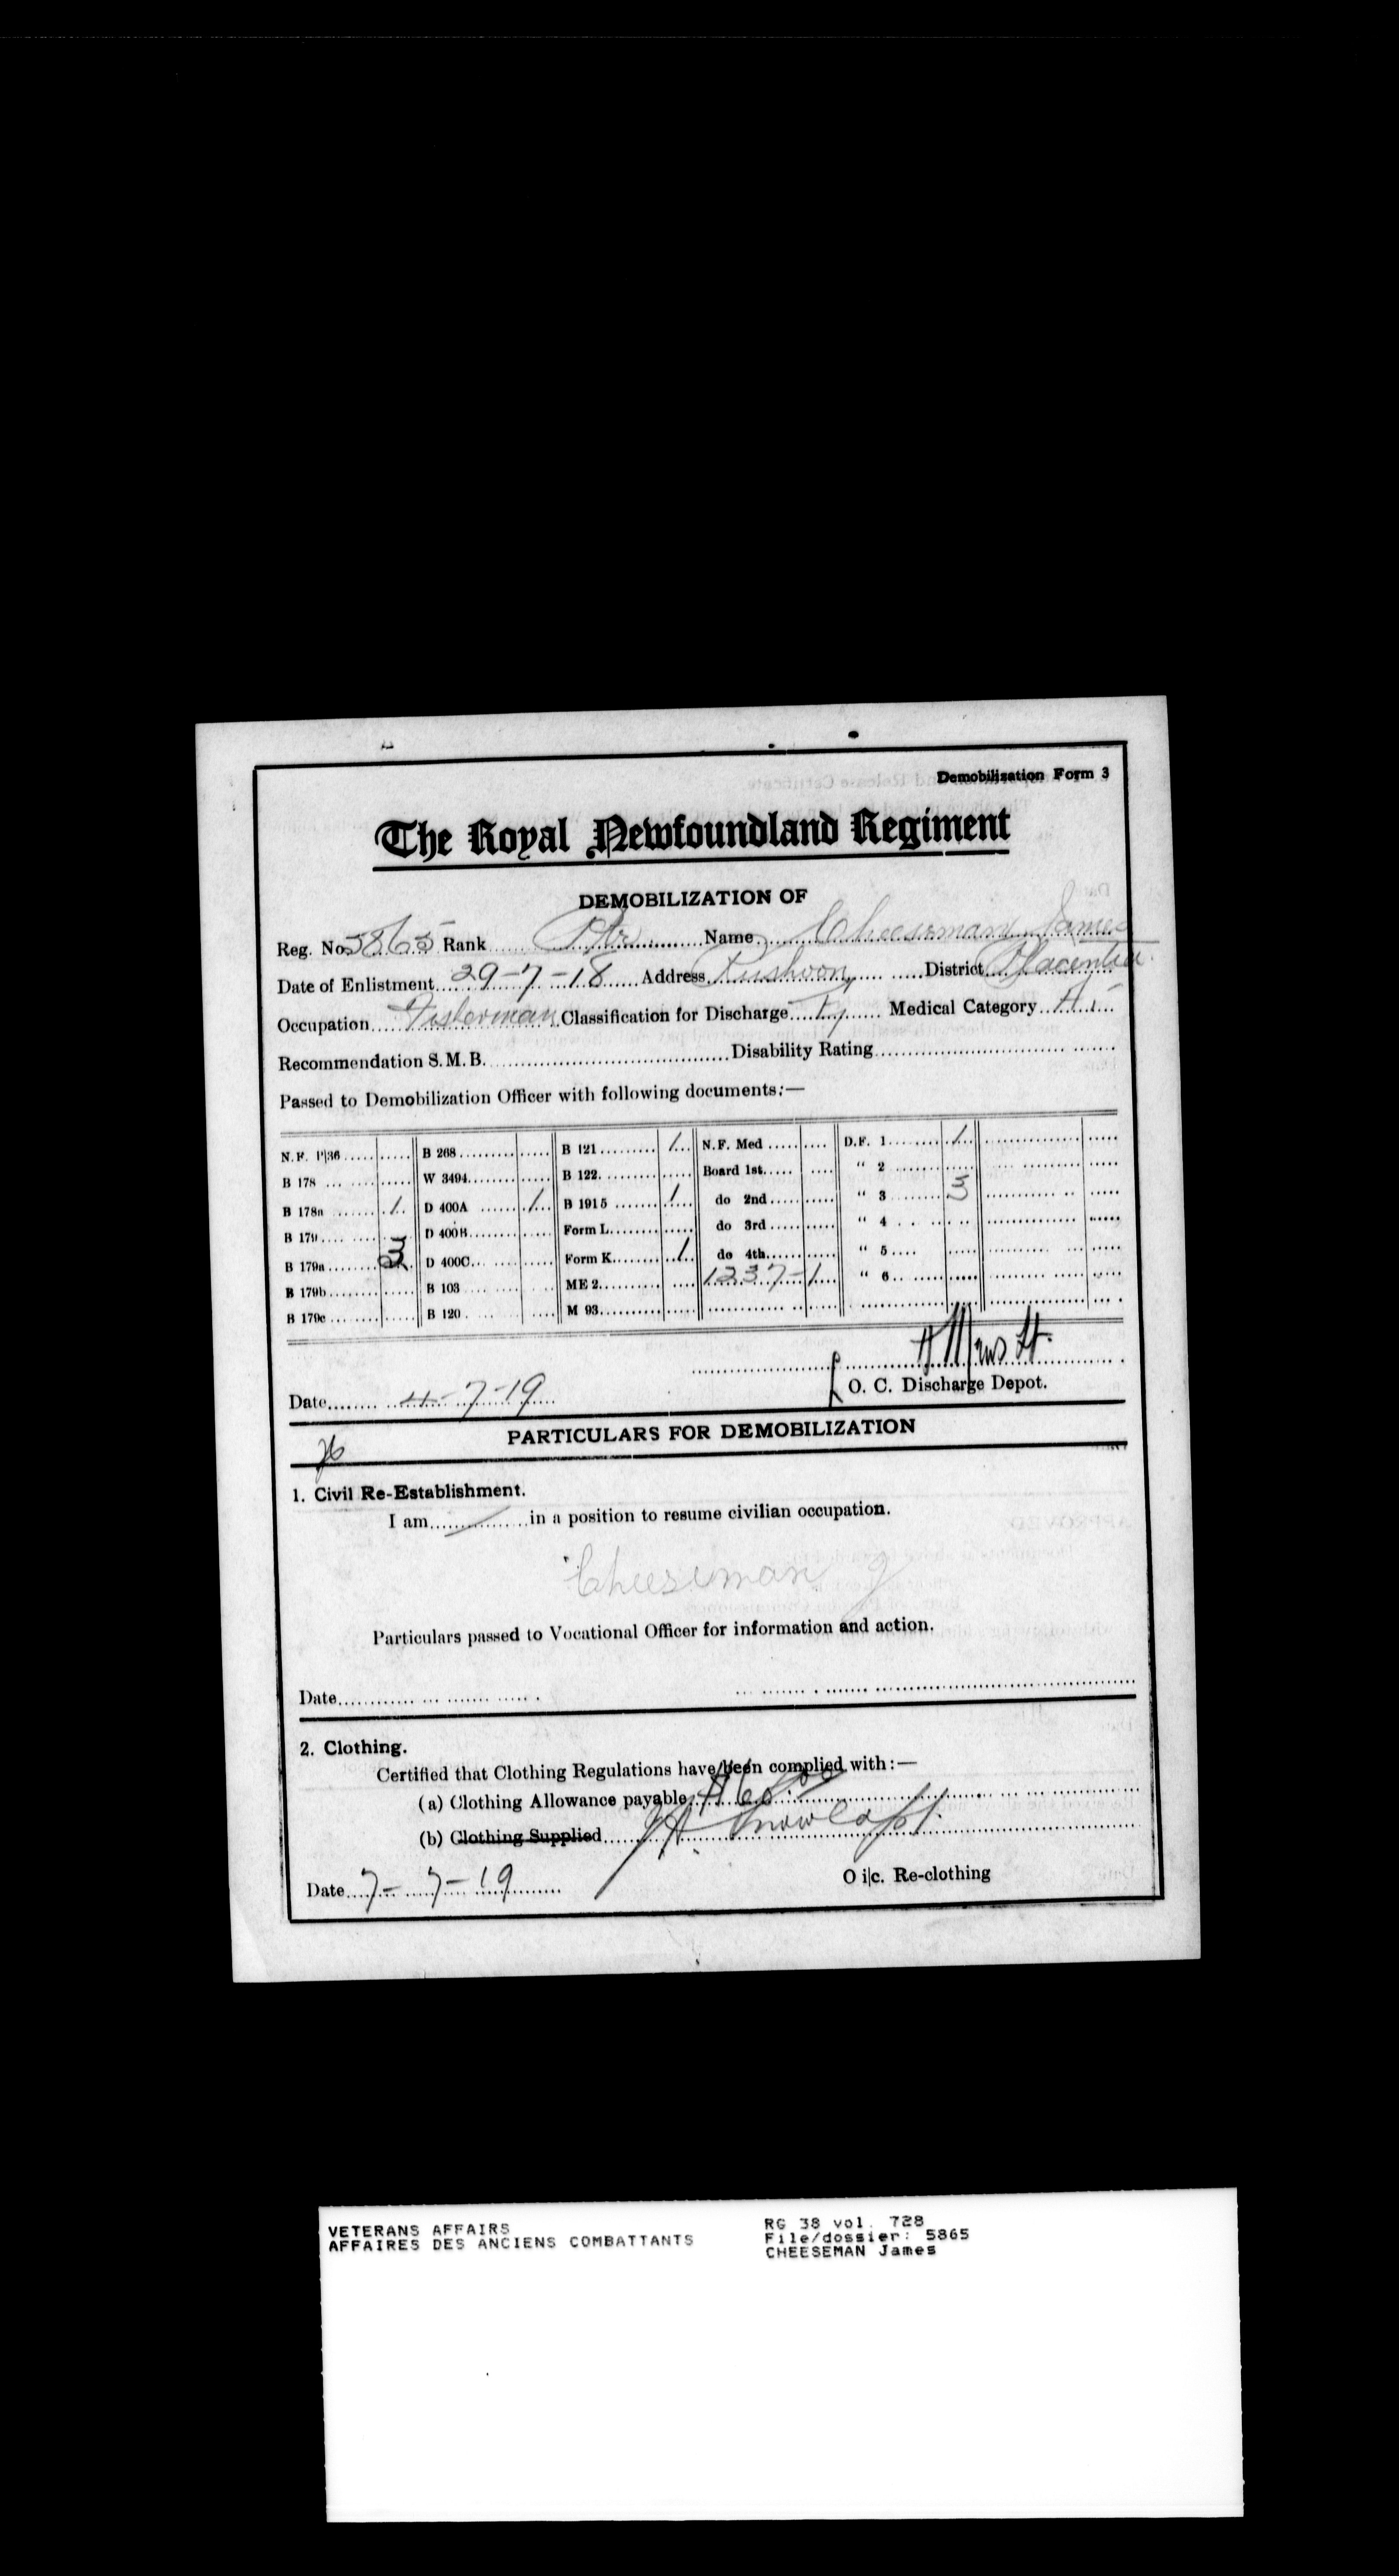 Demobilization Form 3
The Royal Newfoundland Regiment
DEMOBILIZATION OF
Reg. No. 5865 Rank Pte Name Cheeseman James
Date of Enlistment 29-7-18 Address Rushoon District Placentia
Occupation Fisherman Classification for Discharge Medical Category A1
Recommendation S.M.B. Disability Rating
Passed to Demobilization Officer with following documents:—
N.F. P|36 B 268 B 121 1 N.F. Med D.F. 1 1
B 178 W 3494 B 122 Board 1st " 2
B 178a 1 D 400A 1 B 1915 1 do 2nd " 3 3
B 179 D 400B Form L do 3rd " 4
B 179a D 400C Form K 1 do 4th " 5
B 179b B 103 ME 2 1237-1 " 6
B 179c B 120 M 93
Lt.
O. C. Discharge Depot.
Date 4-7-19
PARTICULARS FOR DEMOBILIZATION
1. Civil Re-Establishment.
I am in a position to resume civilian occupation.
Cheeseman J
Particulars passed to Vocational Officer for information and action.
Date
2. Clothing.
Certified that Clothing Regulations have been complied with:—
(a) Clothing Allowance payable
(b) Clothing Supplied
Date 7-7-19 O i|c. Re-clothing
VETERANS AFFAIRS
AFFAIRES DES ANCIENS COMBATTANTS
RG 38 vol. 728
File/dossier: 5865
CHEESEMAN James